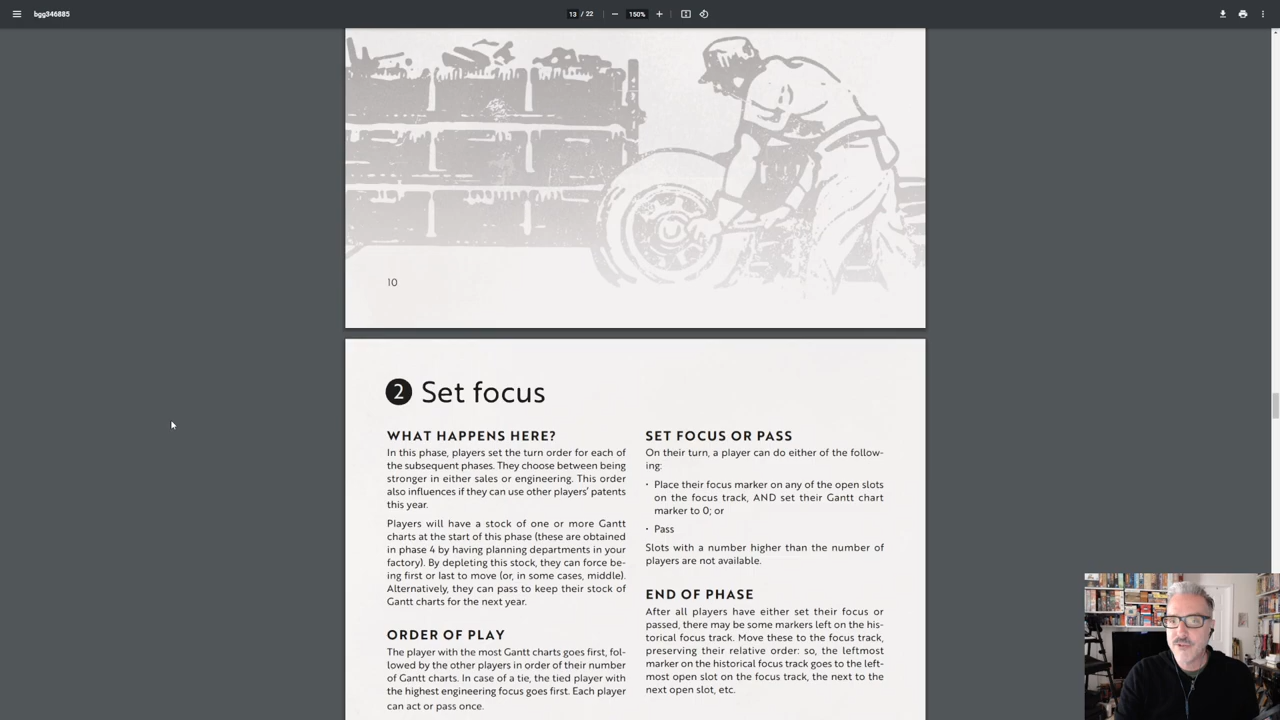 bgg346885
13 / 22
150%
10
2 Set focus
WHAT HAPPENS HERE?
In this phase, players set the turn order for each of
the subsequent phases. They choose between being
stronger in either sales or engineering. This order
also influences if they can use other players' patents
this year.
Players will have a stock of one or more Gantt
charts at the start of this phase (these are obtained
in phase 4 by having planning departments in your
factory). By depleting this stock, they can force be-
ing first or last to move (or, in some cases, middle).
Alternatively, they can pass to keep their stock of
Gantt charts for the next year.
ORDER OF PLAY
The player with the most Gantt charts goes first, fol-
lowed by the other players in order of their number
of Gantt charts. In case of a tie, the tied player with
the highest engineering focus goes first. Each player
can act or pass once.
SET FOCUS OR PASS
On their turn, a player can do either of the follow-
ing:
· Place their focus marker on any of the open slots
on the focus track, AND set their Gantt chart
marker to 0; or
· Pass
Slots with a number higher than the number of
players are not available.
END OF PHASE
After all players have either set their focus or
passed, there may be some markers left on the his-
torical focus track. Move these to the focus track,
preserving their relative order: so, the leftmost
marker on the historical focus track goes to the left-
most open slot on the focus track, the next to the
next open slot, etc.